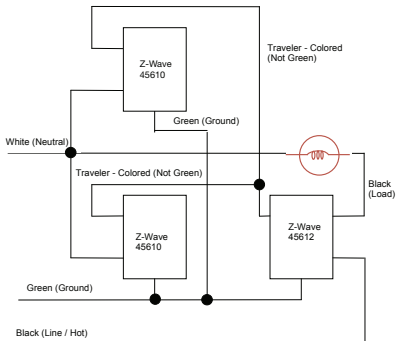 Traveler - Colored
(Not Green)
Z-Wave
45610
Green (Ground)
White (Neutral)
Traveler - Colored (Not Green)
Black
(Load)
Z-Wave
45610
Z-Wave
45612
Green (Ground)
Black (Line / Hot)